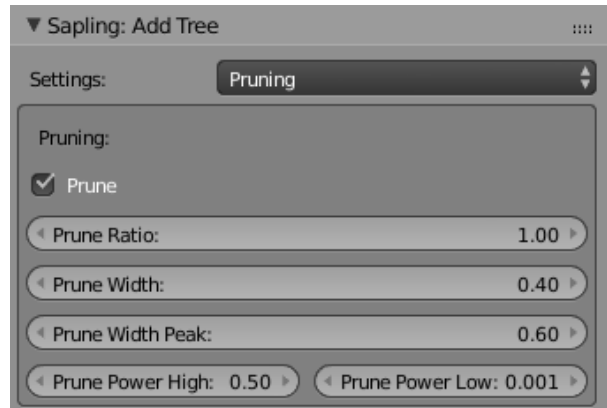 Sapling: Add Tree
Settings: Pruning
Pruning:
Prune
Prune Ratio: 1.00
Prune Width: 0.40
Prune Width Peak: 0.60
Prune Power High: 0.50 Prune Power Low: 0.001